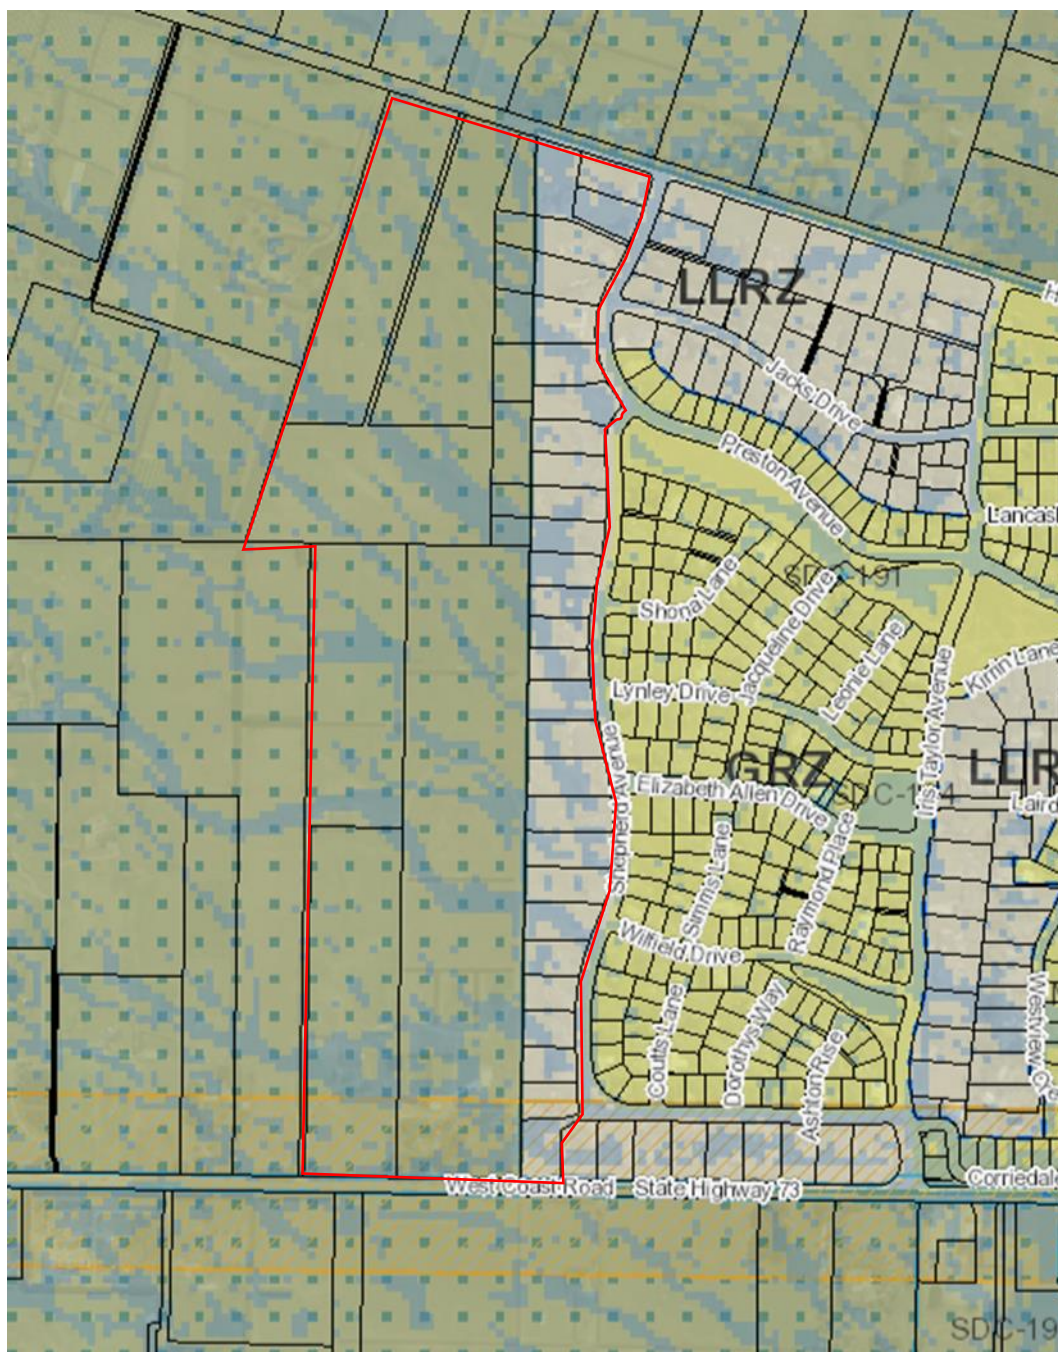 LLRZ
H
Jacks Drive
Preston Avenue
Lancas
SDC-191
Shona Lane
Jacqueline Drive
Leonie Lane
Kirrin Lane
Lynley Drive
Iris Taylor Avenue
Shepherd Avenue
GRZ
LLR
Elizabeth Allen Drive
Laird
Simms Lane
Raymond Place
Wilfield Drive
Coutts Lane
Dorothys Way
Ashton Rise
Westview
West Coast Road State Highway 73
Corriedale
SDC-19